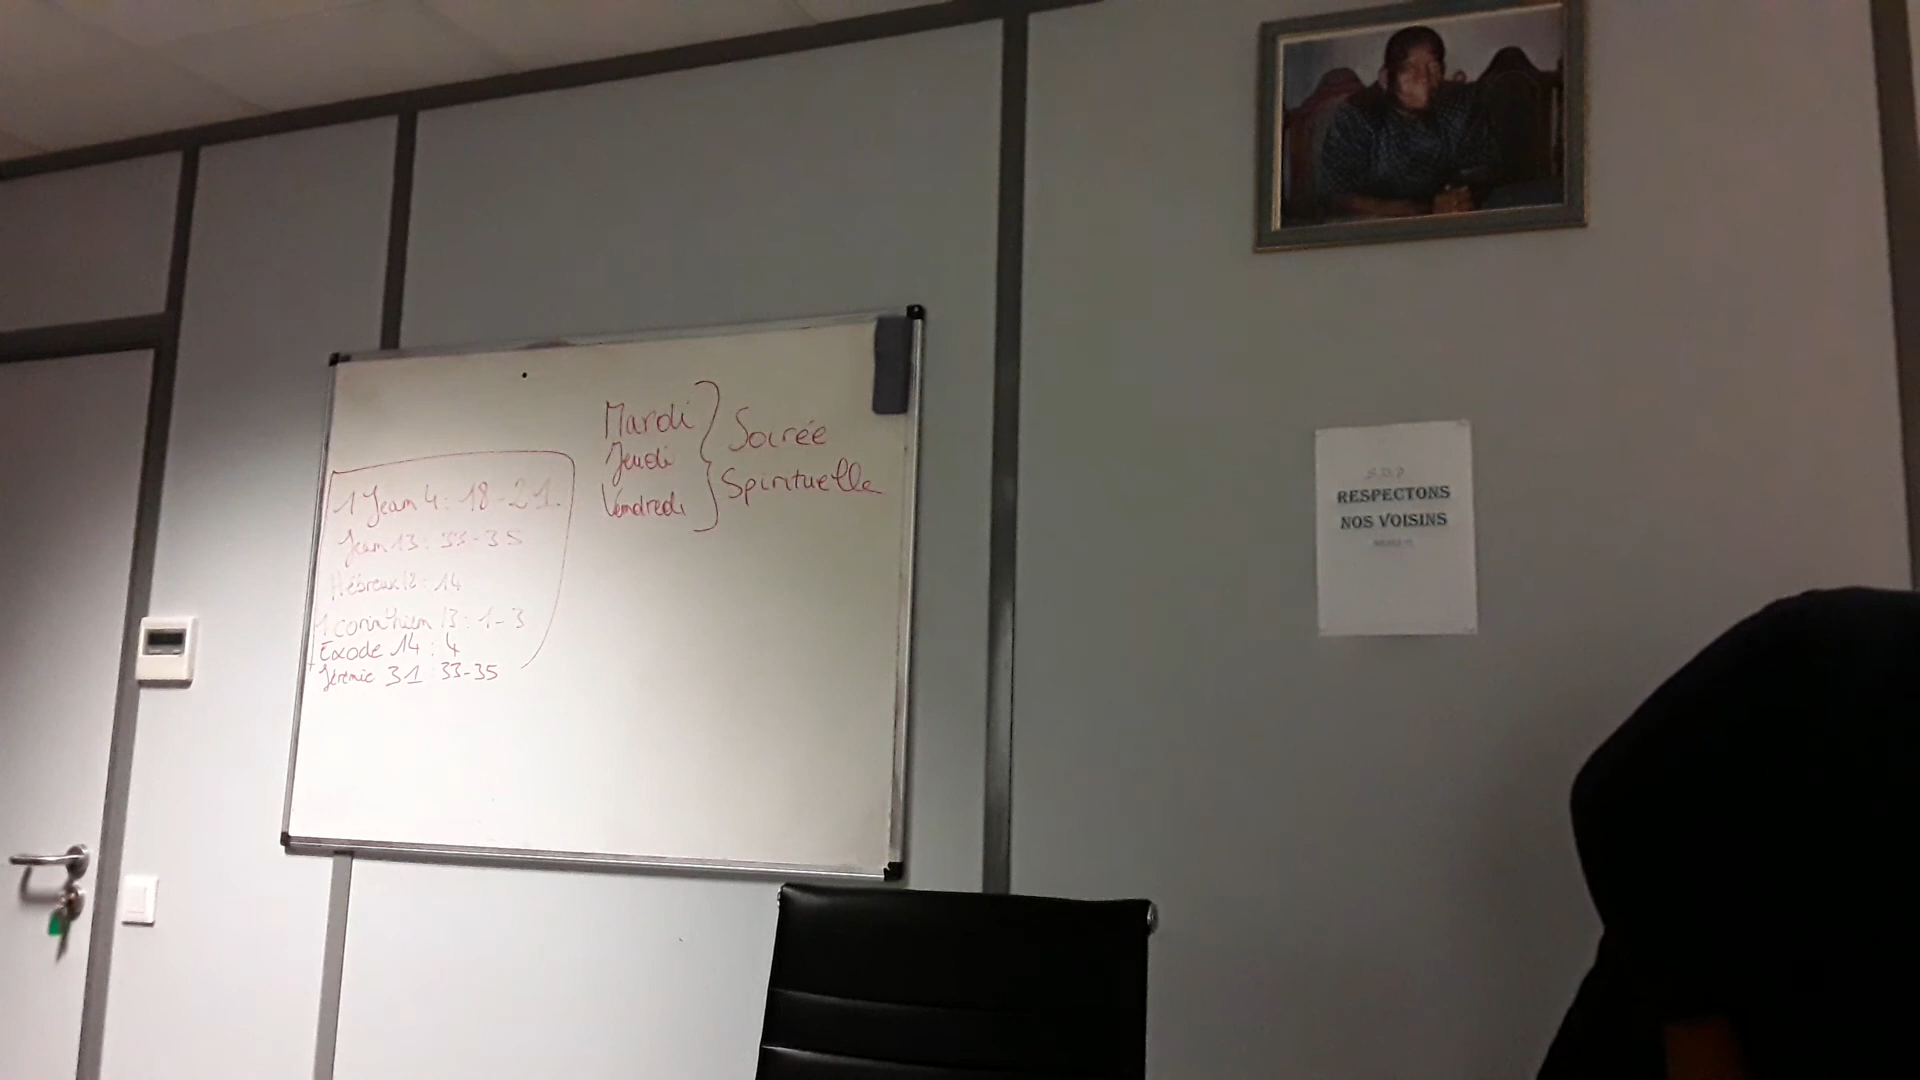 Mardi
Jeudi
Vendredi
Soirée
Spirituelle
1 Jean 4 : 18-21.
Jean 13 : 33-35
Hébreux 12 : 14
1 corinthien 13 : 1-3
Exode 14 : 4
Jérémie 31 33-35
S.D.P
RESPECTONS
NOS VOISINS